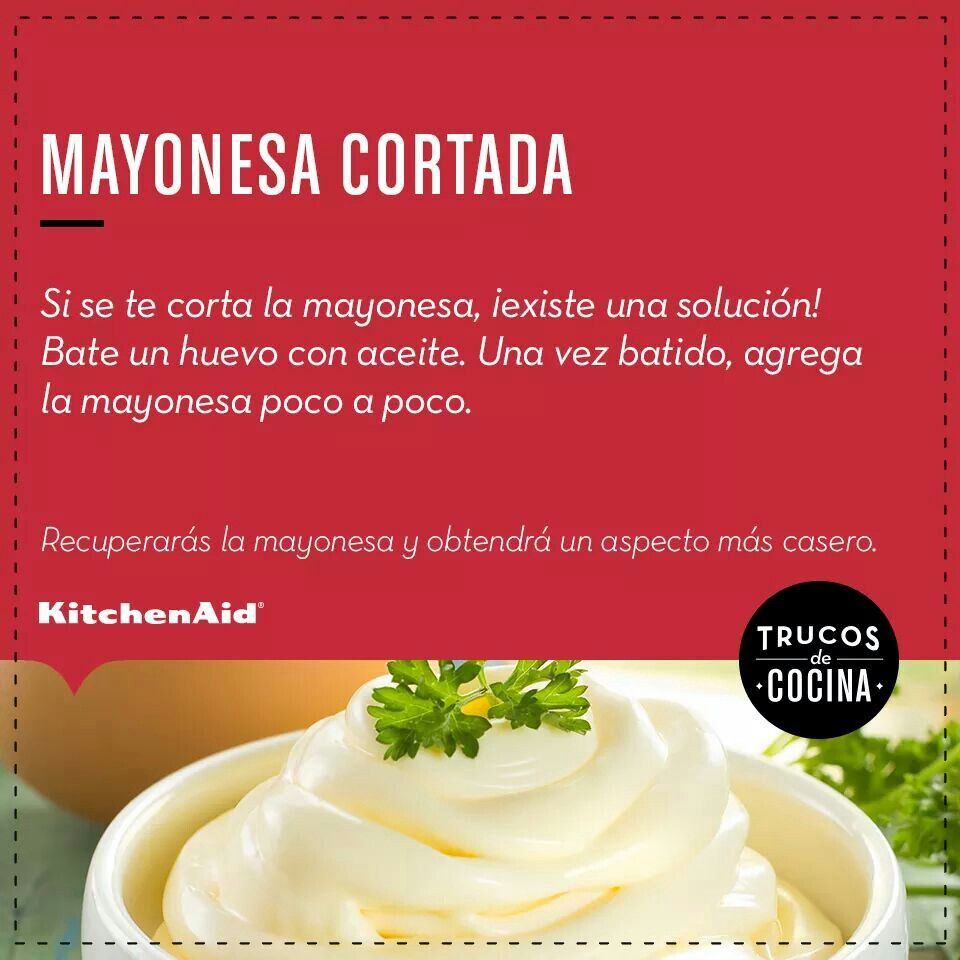 MAYONESA CORTADA
Si se te corta la mayonesa, ¡existe una solución!
Bate un huevo con aceite. Una vez batido, agrega
la mayonesa poco a poco.
Recuperarás la mayonesa y obtendrá un aspecto más casero.
KitchenAid®
TRUCOS
de
COCINA